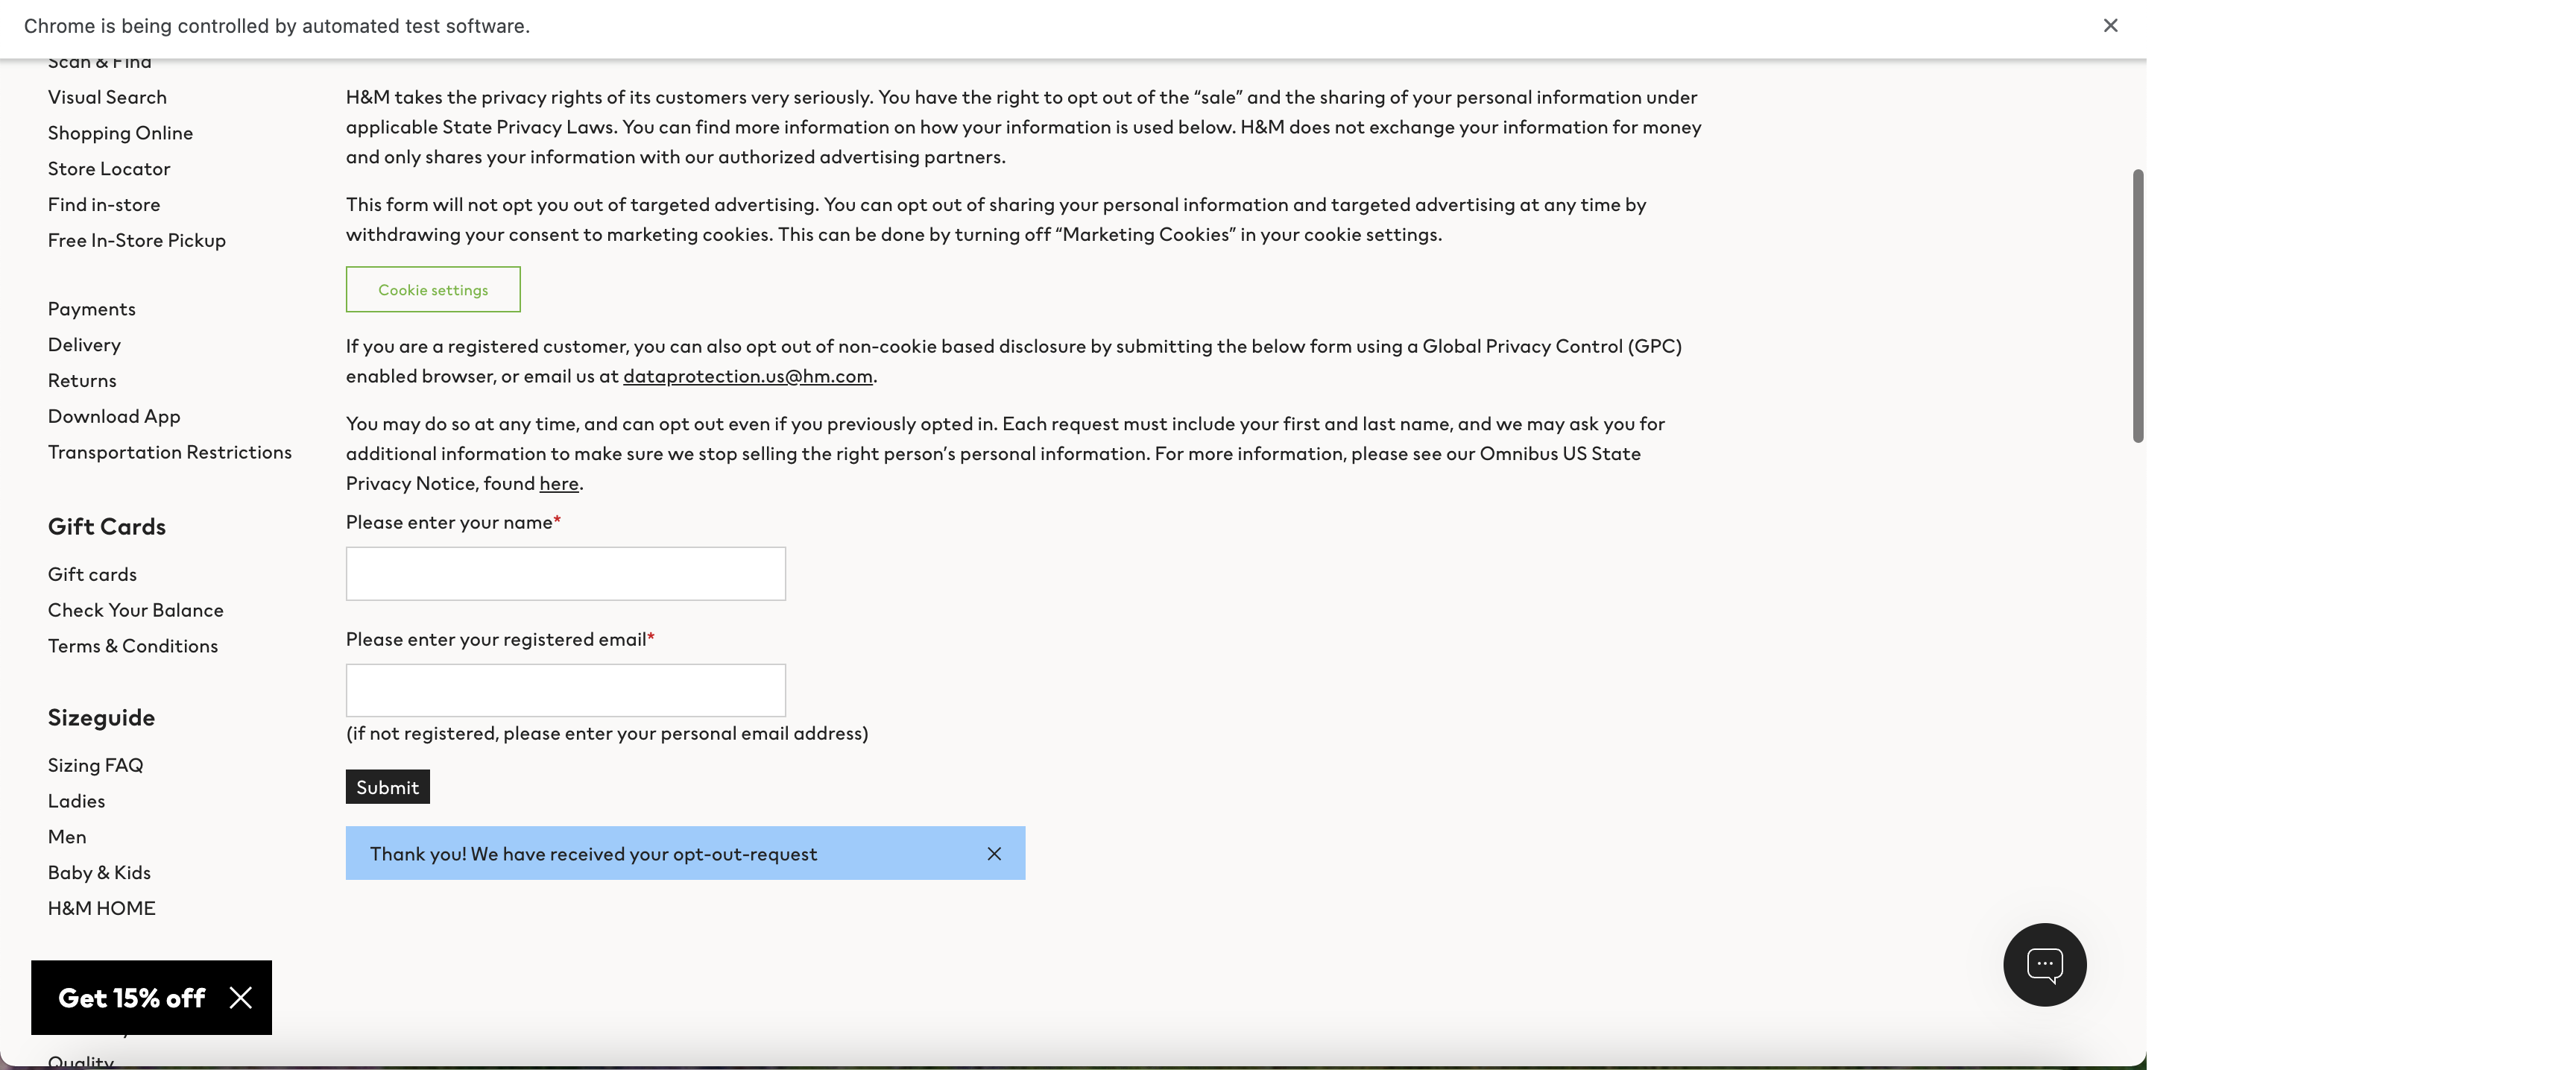 Chrome is being controlled by automated test software.
Scan & Find
Visual Search
Shopping Online
Store Locator
Find in-store
Free In-Store Pickup
Payments
Delivery
Returns
Download App
Transportation Restrictions
Gift Cards
Gift cards
Check Your Balance
Terms & Conditions
Sizeguide
Sizing FAQ
Ladies
Men
Baby & Kids
H&M HOME
Get 15% off
Quality
H&M takes the privacy rights of its customers very seriously. You have the right to opt out of the “sale” and the sharing of your personal information under
applicable State Privacy Laws. You can find more information on how your information is used below. H&M does not exchange your information for money
and only shares your information with our authorized advertising partners.
This form will not opt you out of targeted advertising. You can opt out of sharing your personal information and targeted advertising at any time by
withdrawing your consent to marketing cookies. This can be done by turning off “Marketing Cookies” in your cookie settings.
Cookie settings
If you are a registered customer, you can also opt out of non-cookie based disclosure by submitting the below form using a Global Privacy Control (GPC)
enabled browser, or email us at dataprotection.us@hm.com.
You may do so at any time, and can opt out even if you previously opted in. Each request must include your first and last name, and we may ask you for
additional information to make sure we stop selling the right person’s personal information. For more information, please see our Omnibus US State
Privacy Notice, found here.
Please enter your name*
Please enter your registered email*
(if not registered, please enter your personal email address)
Submit
Thank you! We have received your opt-out-request